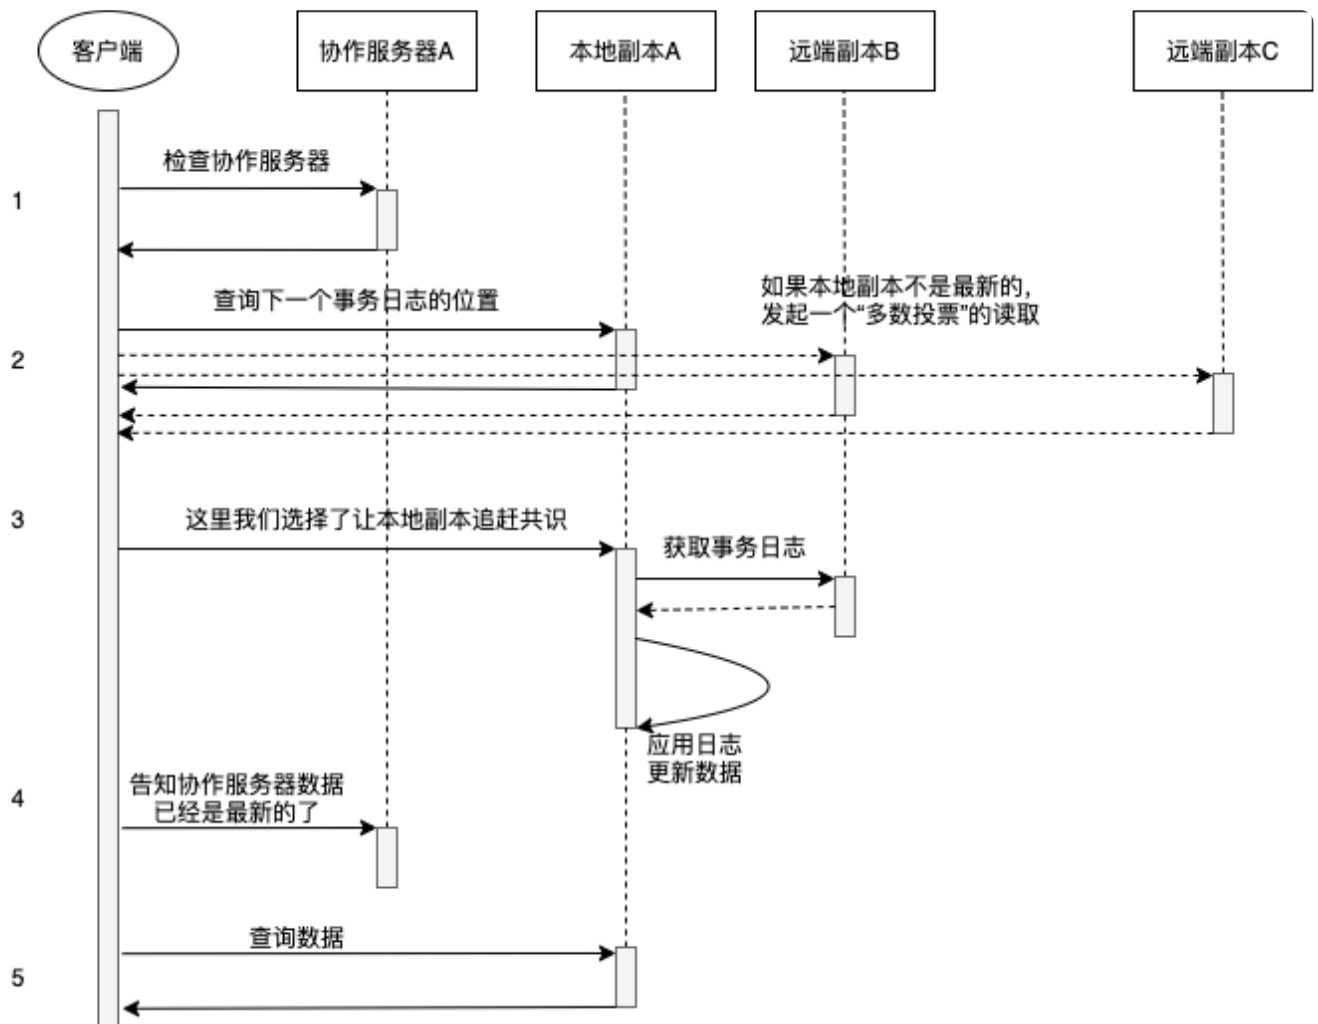 客户端
协作服务器A
本地副本A
远端副本B
远端副本C
检查协作服务器
1
查询下一个事务日志的位置
如果本地副本不是最新的，
发起一个“多数投票”的读取
2
3
这里我们选择了让本地副本追赶共识
获取事务日志
应用日志
更新数据
告知协作服务器数据
已经是最新的了
4
查询数据
5